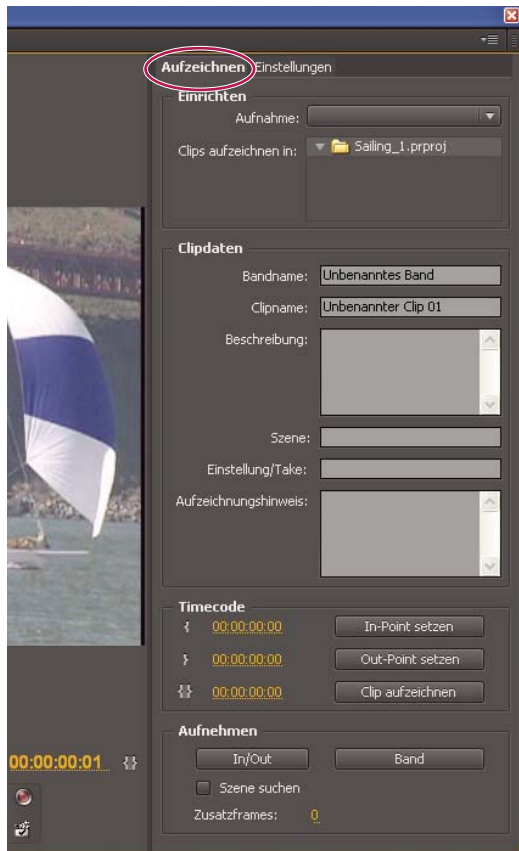 Aufzeichnen Einstellungen
Einrichten
Aufnahme:
Clips aufzeichnen in: Sailing_1.prproj
Clipdaten
Bandname: Unbenanntes Band
Clipname: Unbenannter Clip 01
Beschreibung:
Szene:
Einstellung/Take:
Aufzeichnungshinweis:
Timecode
{ 00:00:00:00 In-Point setzen
} 00:00:00:00 Out-Point setzen
{} 00:00:00:00 Clip aufzeichnen
Aufnehmen
00:00:00:01 {}
In/Out Band
Szene suchen
Zusatzframes: 0